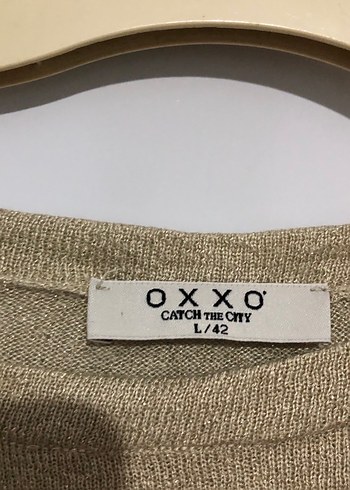 OXXO
CATCH THE CITY
L/42